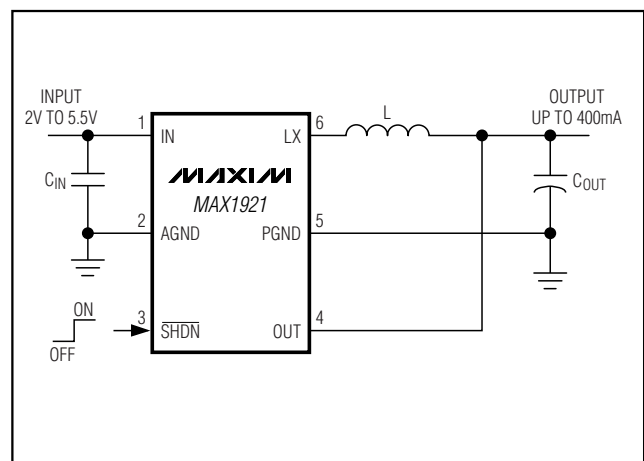 INPUT
2V TO 5.5V
1
IN
CIN
MAXIM
MAX1921
2
AGND
ON
OFF
3
SHDN
6
LX
L
OUTPUT
UP TO 400mA
COUT
5
PGND
4
OUT